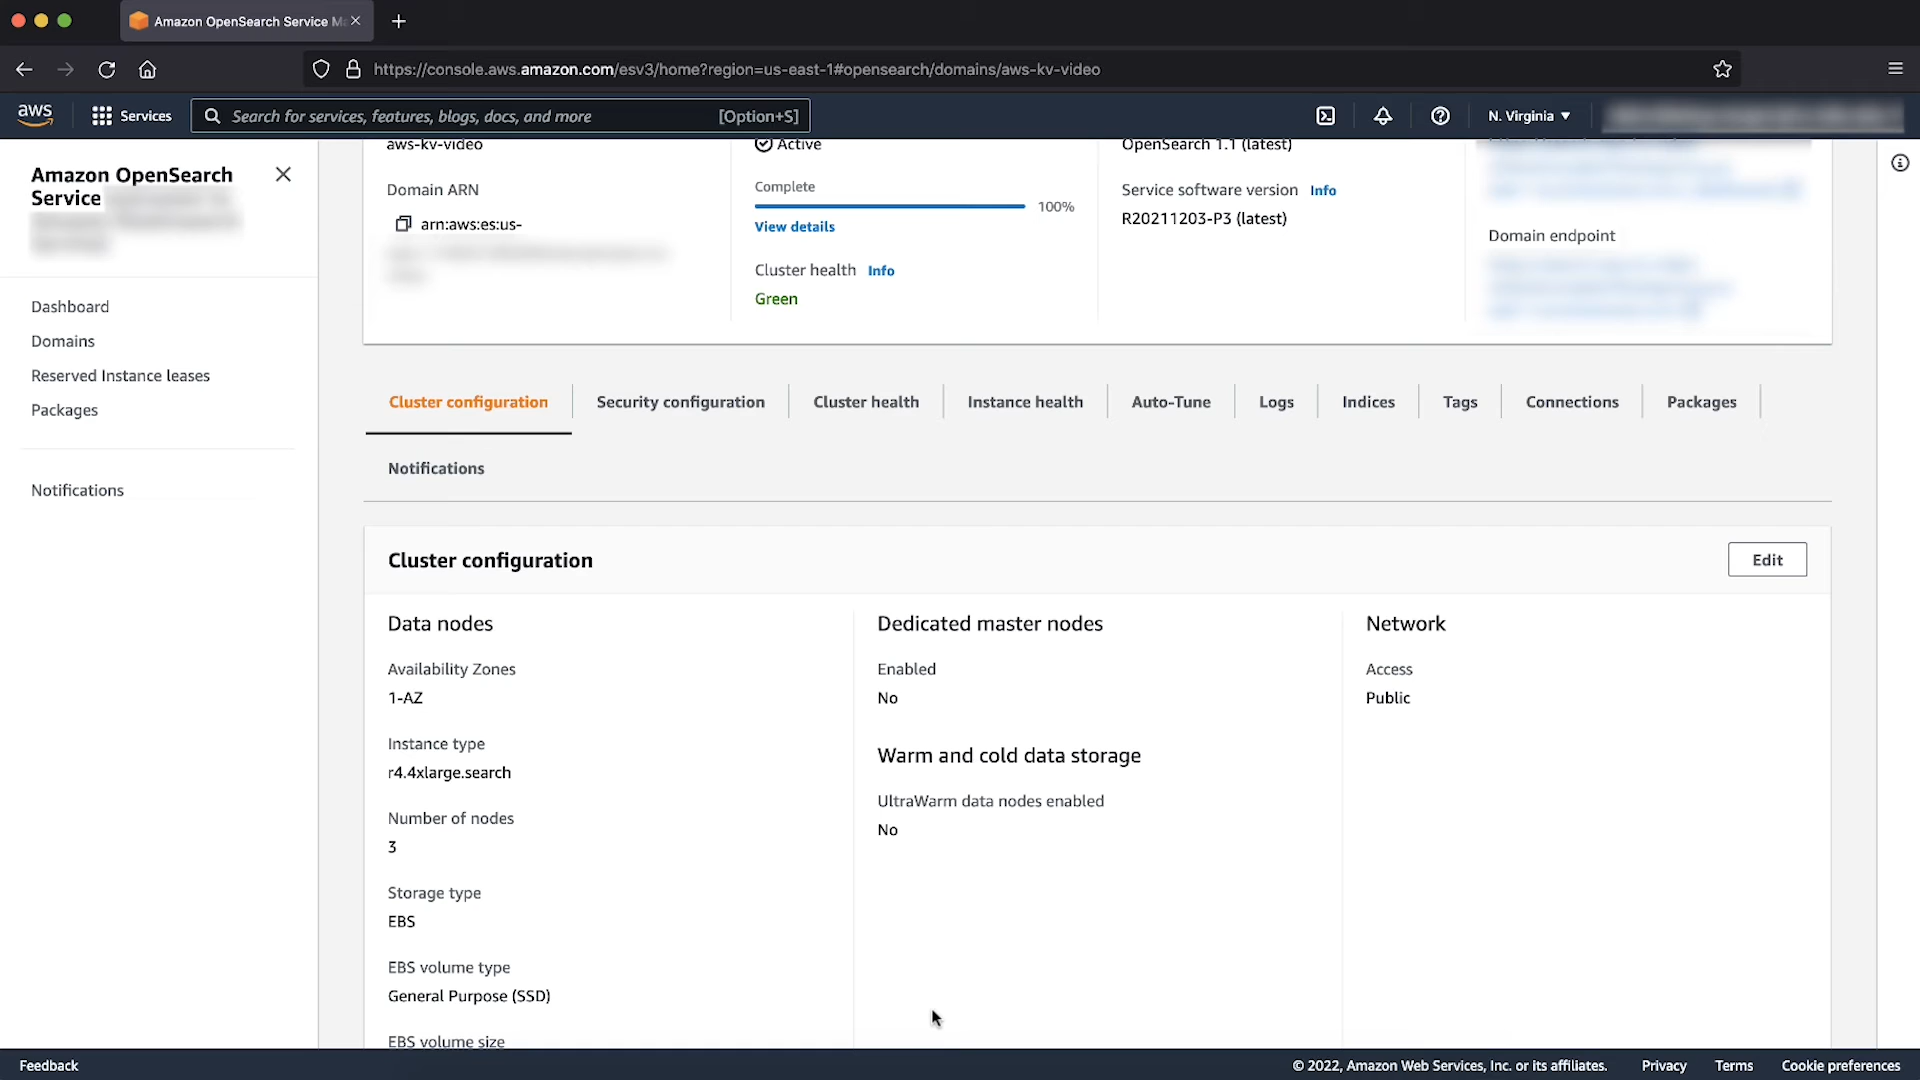 Amazon OpenSearch Service M
https://console.aws.amazon.com/esv3/home?region=us-east-1#opensearch/domains/aws-kv-video
aws
Services
Search for services, features, blogs, docs, and more
[Option+S]
N. Virginia
Amazon OpenSearch
Service
Dashboard
Domains
Reserved Instance leases
Packages
Notifications
aws-kv-video
Domain ARN
arn:aws:es:us-
Active
Complete
100%
View details
Cluster health Info
Green
OpenSearch 1.1 (latest)
Service software version Info
R20211203-P3 (latest)
Domain endpoint
Cluster configuration
Security configuration
Cluster health
Instance health
Auto-Tune
Logs
Indices
Tags
Connections
Packages
Notifications
Cluster configuration
Edit
Data nodes
Availability Zones
1-AZ
Instance type
r4.4xlarge.search
Number of nodes
3
Storage type
EBS
EBS volume type
General Purpose (SSD)
EBS volume size
Dedicated master nodes
Enabled
No
Warm and cold data storage
UltraWarm data nodes enabled
No
Network
Access
Public
Feedback
© 2022, Amazon Web Services, Inc. or its affiliates.
Privacy
Terms
Cookie preferences